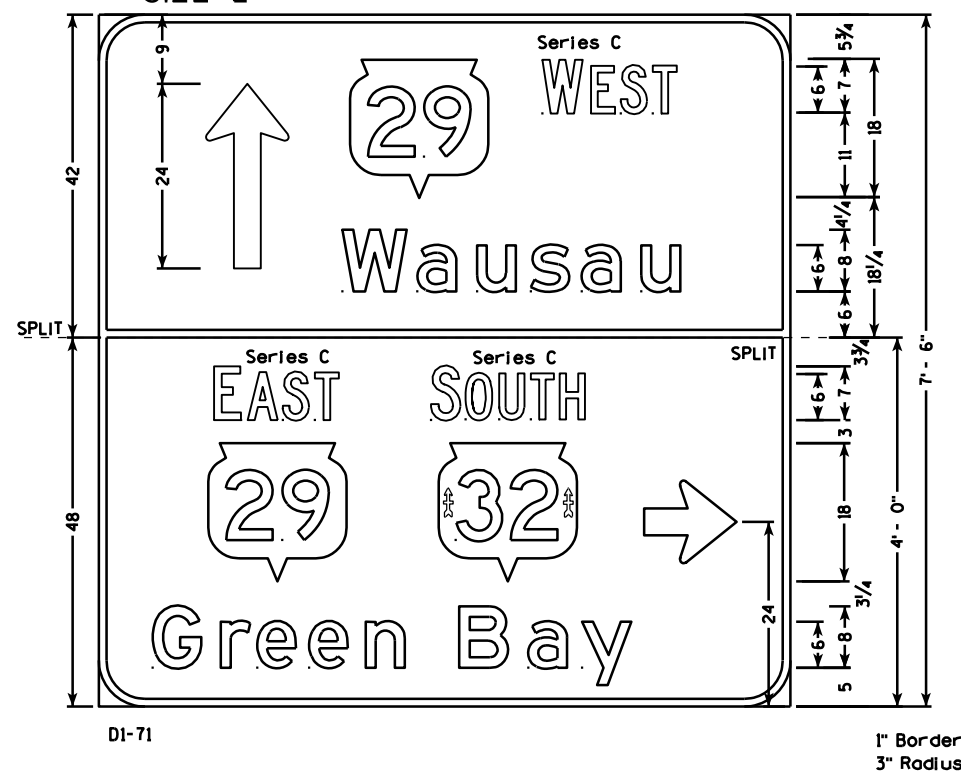 Series C
WEST
29
Wausau
9
24
42
5¾
6
7
11
18
4¼
6
8
18¼
6
SPLIT
SPLIT
Series C
Series C
EAST SOUTH
29
32
Green Bay
48
24
3¾
6
7
3
18
3¼
6
8
5
4' - 0"
7' - 6"
D1-71
1" Border
3" Radius